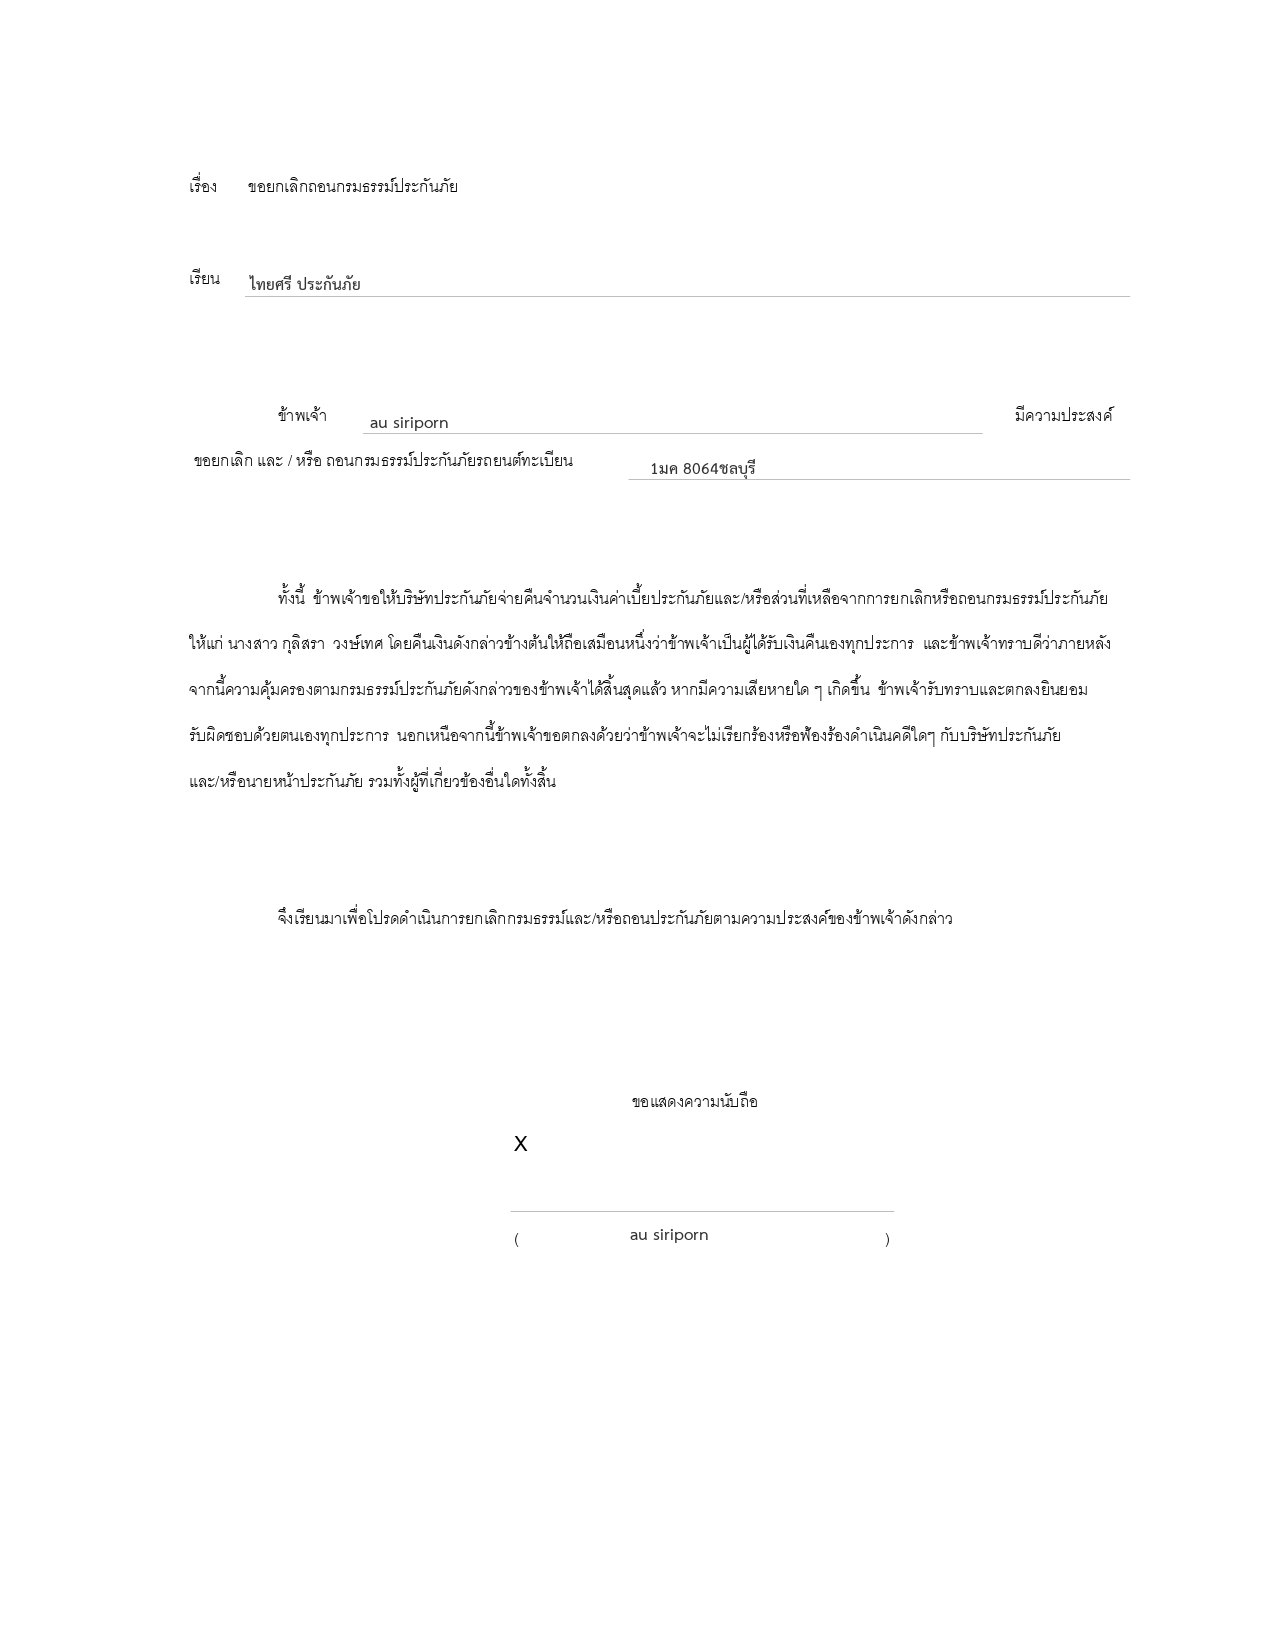 เรื่อง ขอยกเลิกถอนกรมธรรม์ประกันภัย
เรียน ไทยศรี ประกันภัย
ข้าพเจ้า au siriporn มีความประสงค์
ขอยกเลิก และ / หรือ ถอนกรมธรรม์ประกันภัยรถยนต์ทะเบียน 1มค 8064ชลบุรี
ทั้งนี้ ข้าพเจ้าขอให้บริษัทประกันภัยจ่ายคืนจำนวนเงินค่าเบี้ยประกันภัยและ/หรือส่วนที่เหลือจากการยกเลิกหรือถอนกรมธรรม์ประกันภัย
ให้แก่ นางสาว กุลิสรา วงษ์เทศ โดยคืนเงินดังกล่าวข้างต้นให้ถือเสมือนหนึ่งว่าข้าพเจ้าเป็นผู้ได้รับเงินคืนเองทุกประการ และข้าพเจ้าทราบดีว่าภายหลัง
จากนี้ความคุ้มครองตามกรมธรรม์ประกันภัยดังกล่าวของข้าพเจ้าได้สิ้นสุดแล้ว หากมีความเสียหายใด ๆ เกิดขึ้น ข้าพเจ้ารับทราบและตกลงยินยอม
รับผิดชอบด้วยตนเองทุกประการ นอกเหนือจากนี้ข้าพเจ้าขอตกลงด้วยว่าข้าพเจ้าจะไม่เรียกร้องหรือฟ้องร้องดำเนินคดีใดๆ กับบริษัทประกันภัย
และ/หรือนายหน้าประกันภัย รวมทั้งผู้ที่เกี่ยวข้องอื่นใดทั้งสิ้น
จึงเรียนมาเพื่อโปรดดำเนินการยกเลิกกรมธรรม์และ/หรือถอนประกันภัยตามความประสงค์ของข้าพเจ้าดังกล่าว
ขอแสดงความนับถือ
X
( au siriporn )